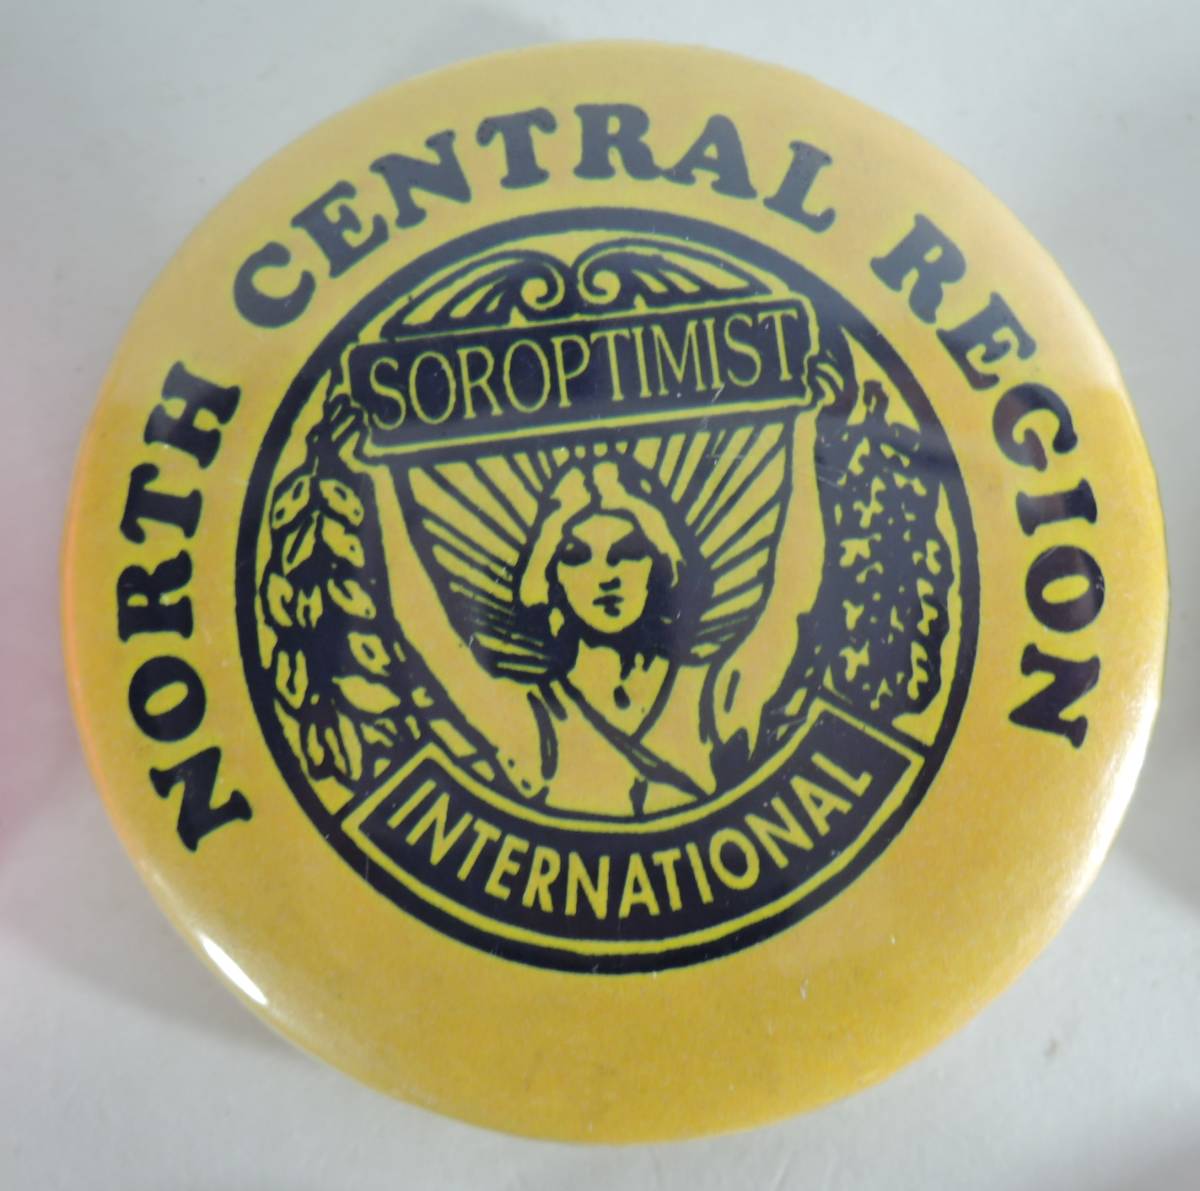 NORTH CENTRAL REGION
SOROPTIMIST
INTERNATIONAL